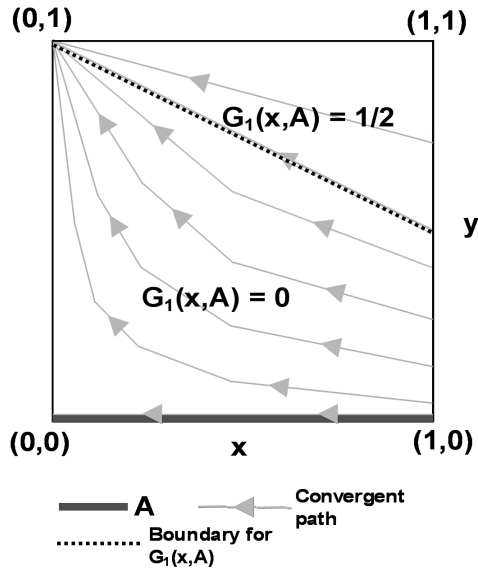 (0,1)
(1,1)
G₁(x,A) = 1/2
y
G₁(x,A) = 0
(0,0)
x
(1,0)
A
Convergent
path
Boundary for
G₁(x,A)